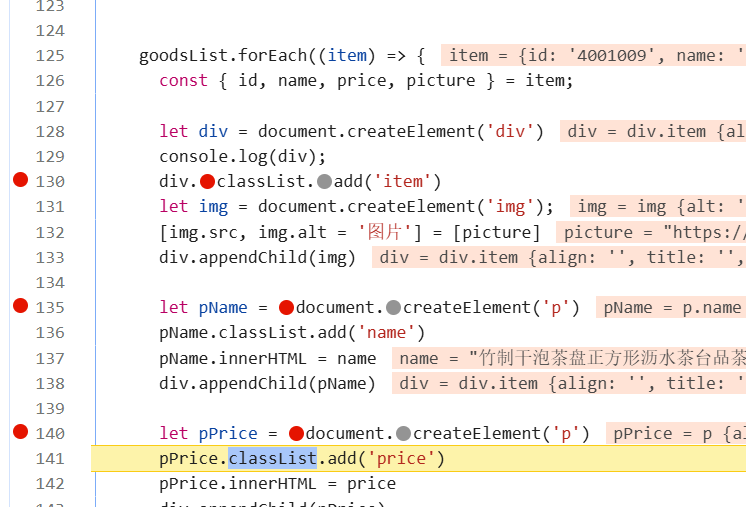 123
124
125 goodsList.forEach((item) => { item = {id: '4001009', name: '
126 const { id, name, price, picture } = item;
127
128 let div = document.createElement('div') div = div.item {al
129 console.log(div);
130 div.classList.add('item')
131 let img = document.createElement('img'); img = img {alt: '
132 [img.src, img.alt = '图片'] = [picture] picture = "https:/
133 div.appendChild(img) div = div.item {align: '', title: '',
134
135 let pName = document.createElement('p') pName = p.name
136 pName.classList.add('name')
137 pName.innerHTML = name name = "竹制干泡茶盘正方形沥水茶台品茶
138 div.appendChild(pName) div = div.item {align: '', title: '
139
140 let pPrice = document.createElement('p') pPrice = p {al
141 pPrice.classList.add('price')
142 pPrice.innerHTML = price
143 div.appendChild(pPrice)